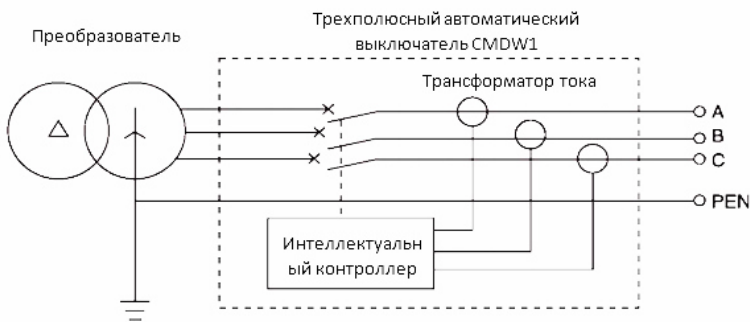 Трехполюсный автоматический
выключатель CMDW1
Преобразователь
Трансформатор тока
A
B
C
PEN
Интеллектуальн
ый контроллер